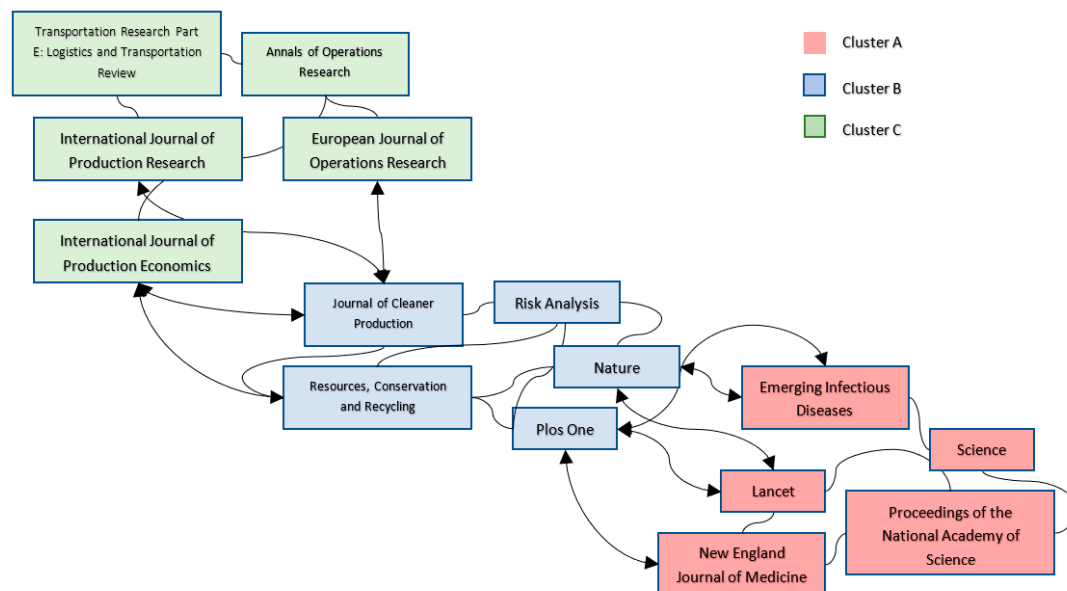 Transportation Research Part
E: Logistics and Transportation
Review
Annals of Operations
Research
Cluster A
Cluster B
Cluster C
International Journal of
Production Research
European Journal of
Operations Research
International Journal of
Production Economics
Journal of Cleaner
Production
Risk Analysis
Nature
Resources, Conservation
and Recycling
Emerging Infectious
Diseases
Plos One
Science
Lancet
Proceedings of the
National Academy of
Science
New England
Journal of Medicine